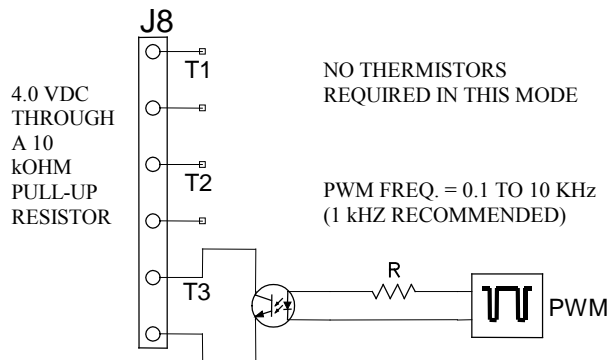 J8
T1
T2
T3
4.0 VDC
THROUGH
A 10
kOHM
PULL-UP
RESISTOR
NO THERMISTORS
REQUIRED IN THIS MODE
PWM FREQ. = 0.1 TO 10 KHz
(1 kHZ RECOMMENDED)
R
PWM